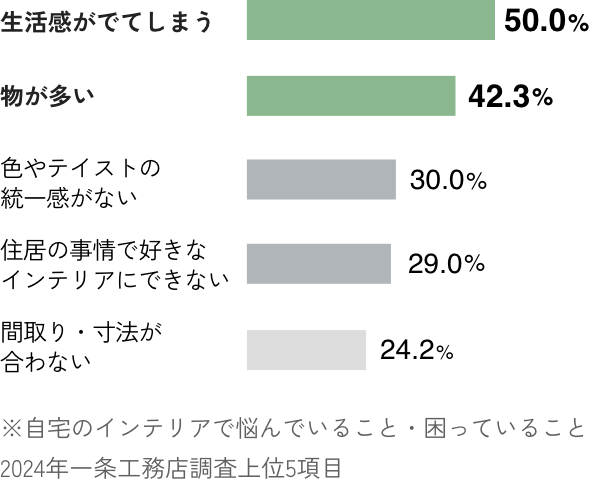 生活感がでてしまう 50.0%
物が多い 42.3%
色やテイストの
統一感がない 30.0%
住居の事情で好きな
インテリアにできない 29.0%
間取り・寸法が
合わない 24.2%
※自宅のインテリアで悩んでいること・困っていること
2024年一条工務店調査上位5項目